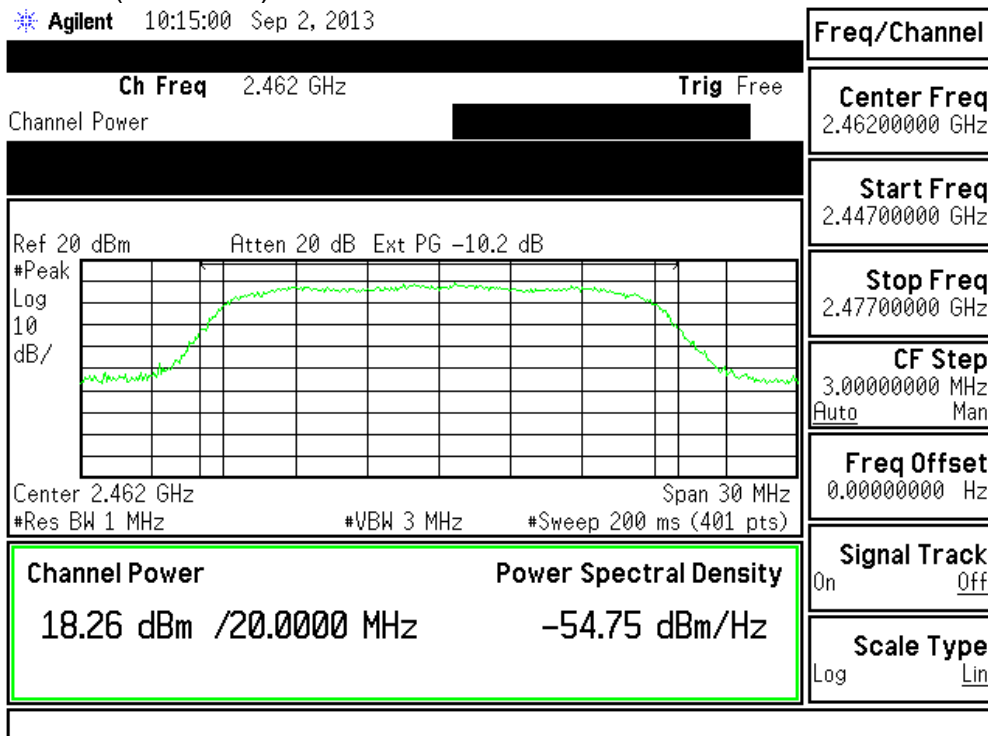 Agilent 10:15:00 Sep 2, 2013
Freq/Channel
Ch Freq 2.462 GHz Trig Free
Channel Power
Center Freq
2.46200000 GHz
Start Freq
2.44700000 GHz
Ref 20 dBm Atten 20 dB Ext PG -10.2 dB
#Peak
Log
10
dB/
Stop Freq
2.47700000 GHz
CF Step
3.00000000 MHz
Auto Man
Center 2.462 GHz Span 30 MHz
#Res BW 1 MHz #VBW 3 MHz #Sweep 200 ms (401 pts)
Freq Offset
0.00000000 Hz
Channel Power Power Spectral Density
18.26 dBm /20.0000 MHz -54.75 dBm/Hz
Signal Track
On Off
Scale Type
Log Lin